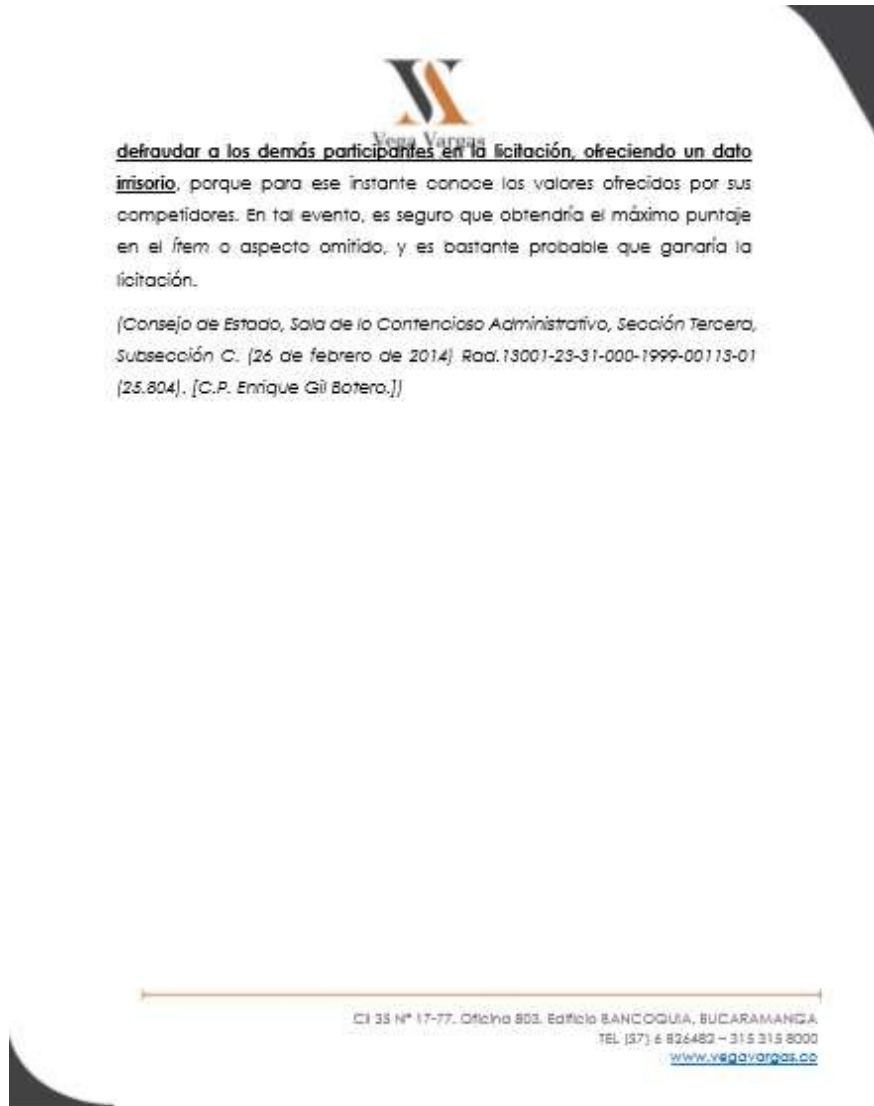 Vega Vargas
defraudar a los demás participantes en la licitación, ofreciendo un dato
irrisorio, porque para ese instante conoce los valores ofrecidos por sus
competidores. En tal evento, es seguro que obtendría el máximo puntaje
en el ítem o aspecto omitido, y es bastante probable que ganaría la
licitación.
(Consejo de Estado, Sala de lo Contencioso Administrativo, Sección Tercera,
Subsección C. (26 de febrero de 2014) Rad.13001-23-31-000-1999-00113-01
(25.804). [C.P. Enrique Gil Botero.])
Cll 35 N° 17-77. Oficina 803. Edificio BANCOQUIA, BUCARAMANGA
TEL (57) 6 826482 – 315 315 8000
www.vegavargas.co